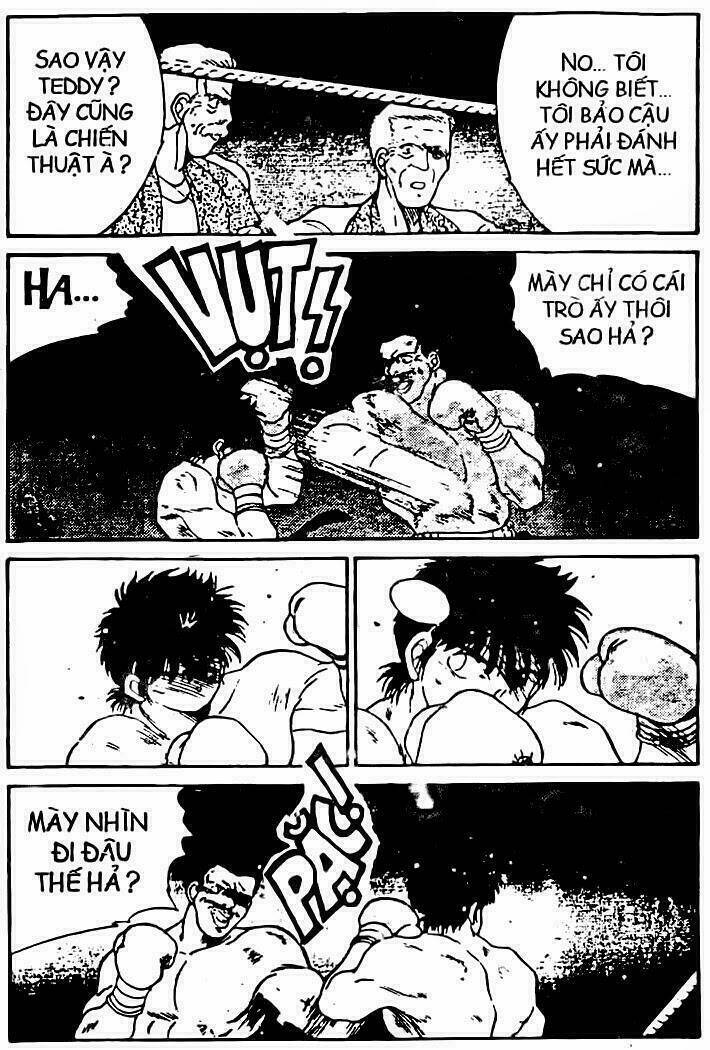 SAO VẬY
TEDDY?
ĐÂY CŨNG
LÀ CHIẾN
THUẬT À?
NO... TÔI
KHÔNG BIẾT...
TÔI BẢO CẬU
ẤY PHẢI ĐÁNH
HẾT SỨC MÀ...
HA...
VỤT!!
MÀY CHỈ CÓ CÁI
TRÒ ẤY THÔI
SAO HẢ?
MÀY NHÌN
ĐI ĐÂU
THẾ HẢ?
PẶC!